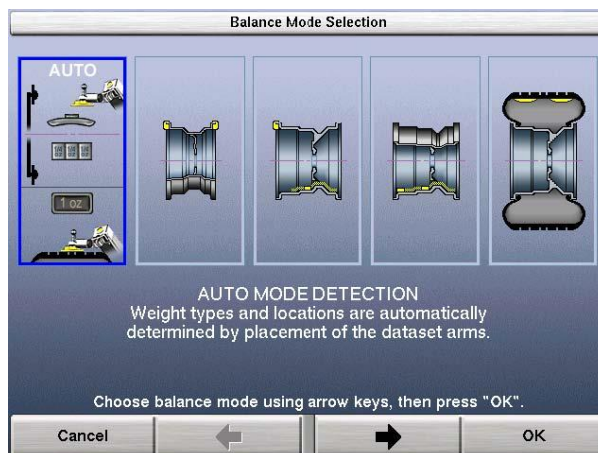 Balance Mode Selection
AUTO
1 oz
AUTO MODE DETECTION
Weight types and locations are automatically
determined by placement of the dataset arms.
Choose balance mode using arrow keys, then press "OK".
Cancel
OK